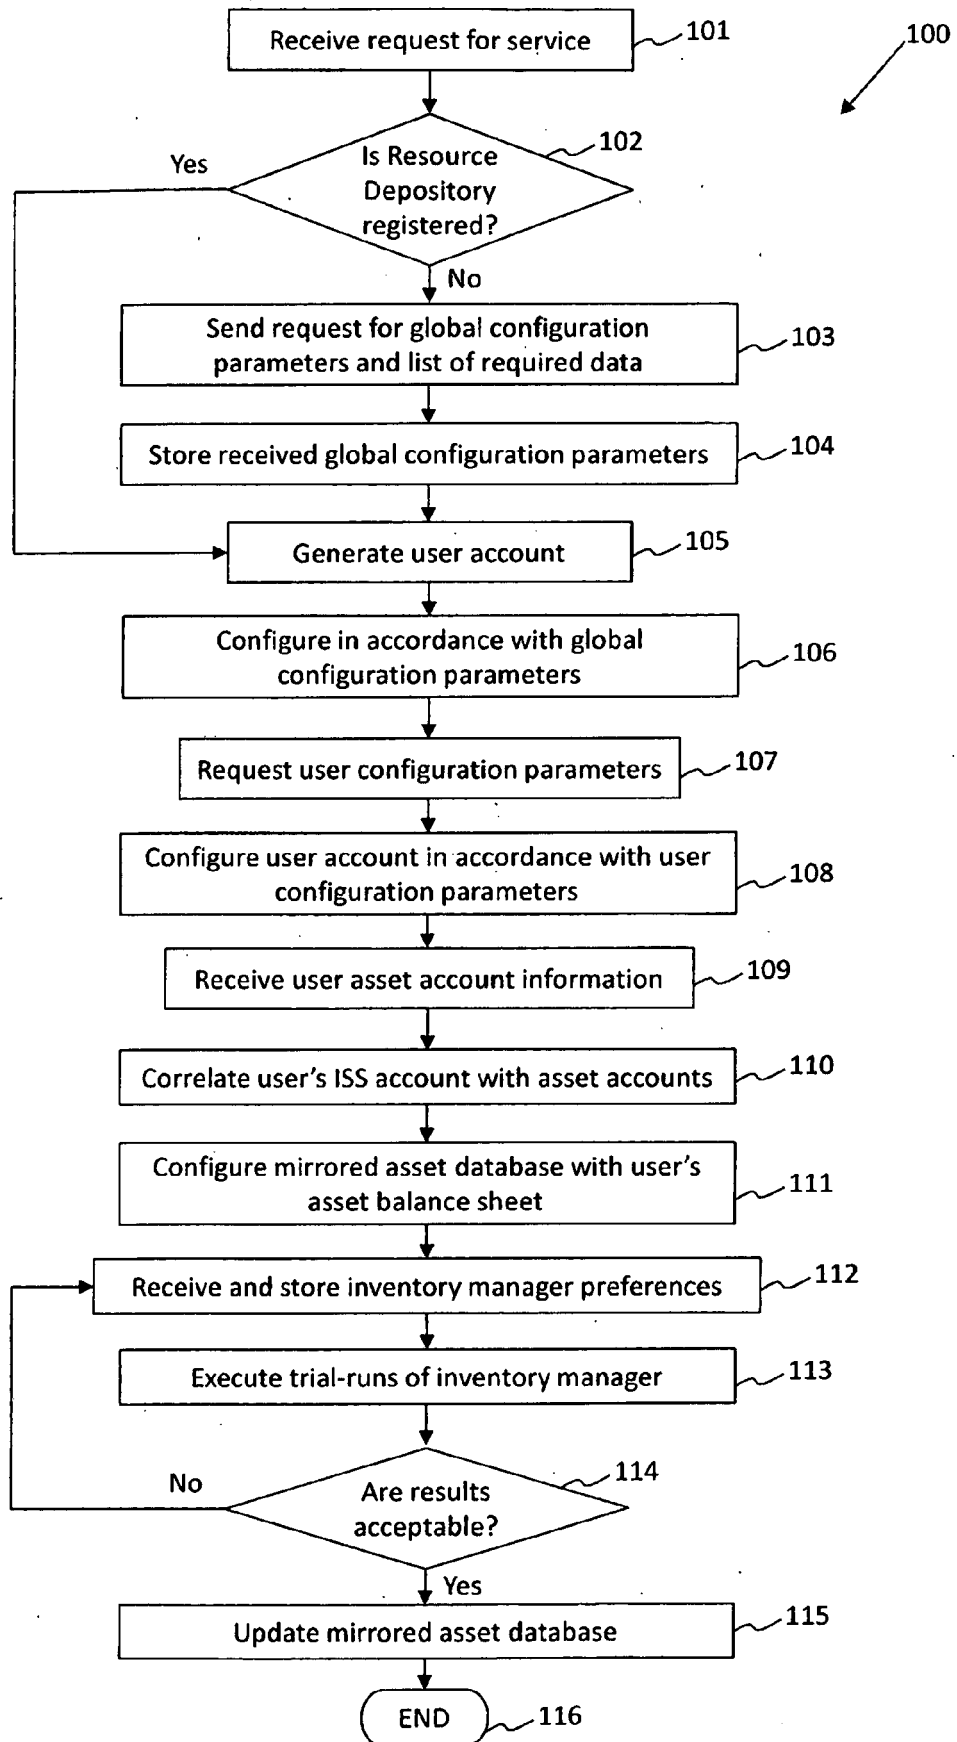 Receive request for service
101
100
Is Resource
Depository
registered?
102
Yes
No
Send request for global configuration
parameters and list of required data
103
Store received global configuration parameters
104
Generate user account
105
Configure in accordance with global
configuration parameters
106
Request user configuration parameters
107
Configure user account in accordance with user
configuration parameters
108
Receive user asset account information
109
Correlate user's ISS account with asset accounts
110
Configure mirrored asset database with user's
asset balance sheet
111
Receive and store inventory manager preferences
112
Execute trial-runs of inventory manager
113
Are results
acceptable?
114
No
Yes
Update mirrored asset database
115
END
116